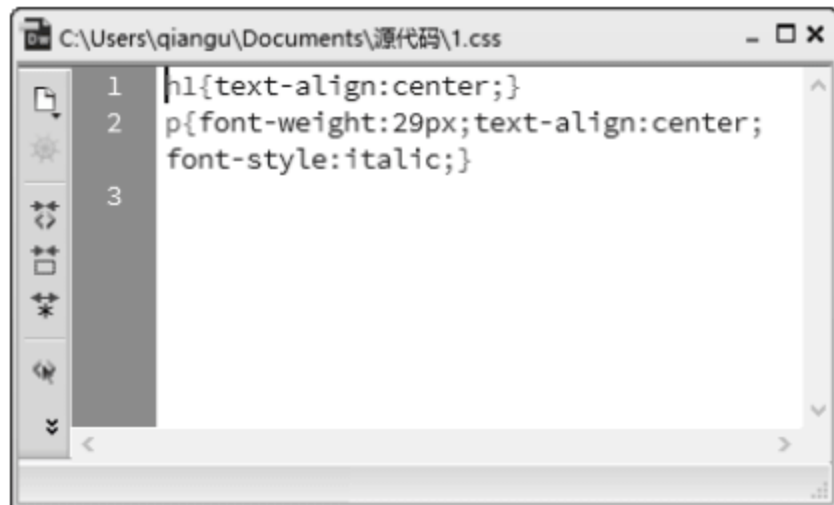 DW C:\Users\qiangu\Documents\源代码\1.css
1 h1{text-align:center;}
2 p{font-weight:29px;text-align:center;
font-style:italic;}
3